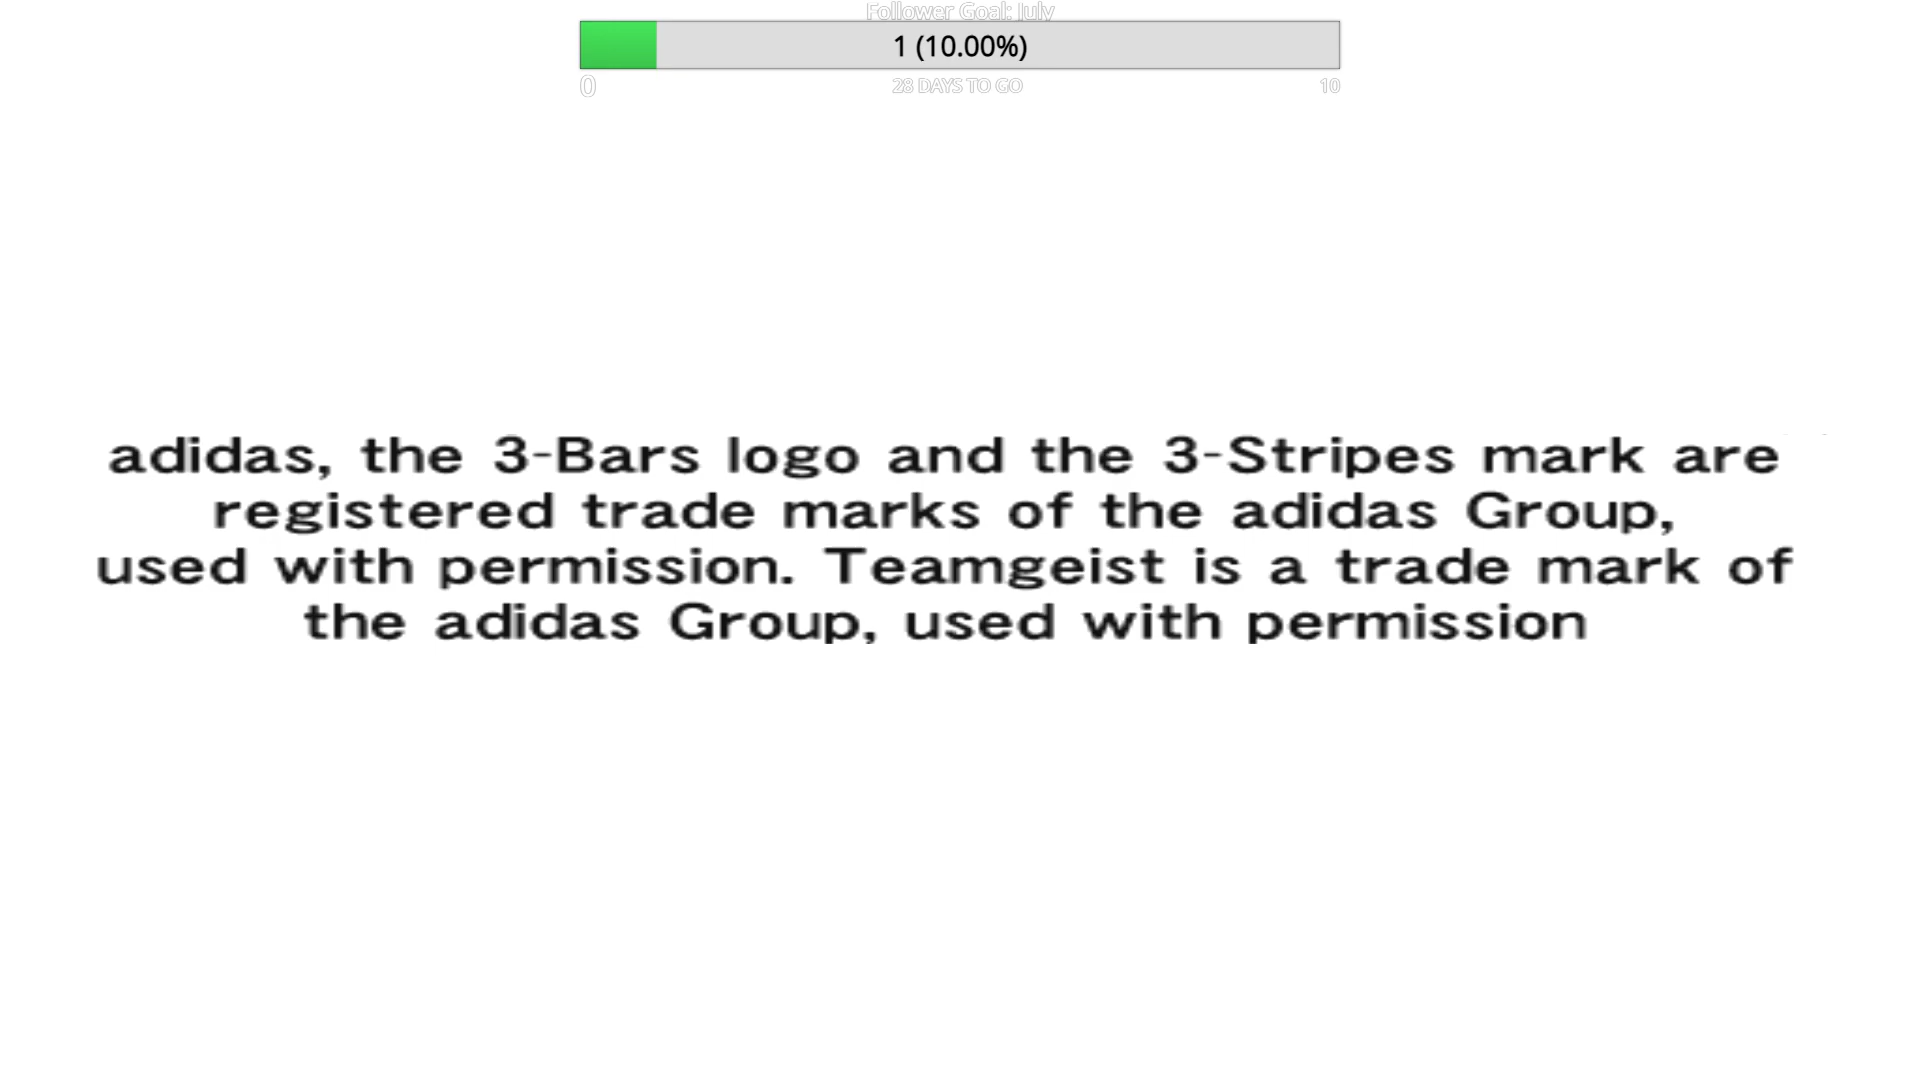 Follower Goal: July
1 (10.00%)
0 28 DAYS TO GO 10
adidas, the 3-Bars logo and the 3-Stripes mark are
registered trade marks of the adidas Group,
used with permission. Teamgeist is a trade mark of
the adidas Group, used with permission